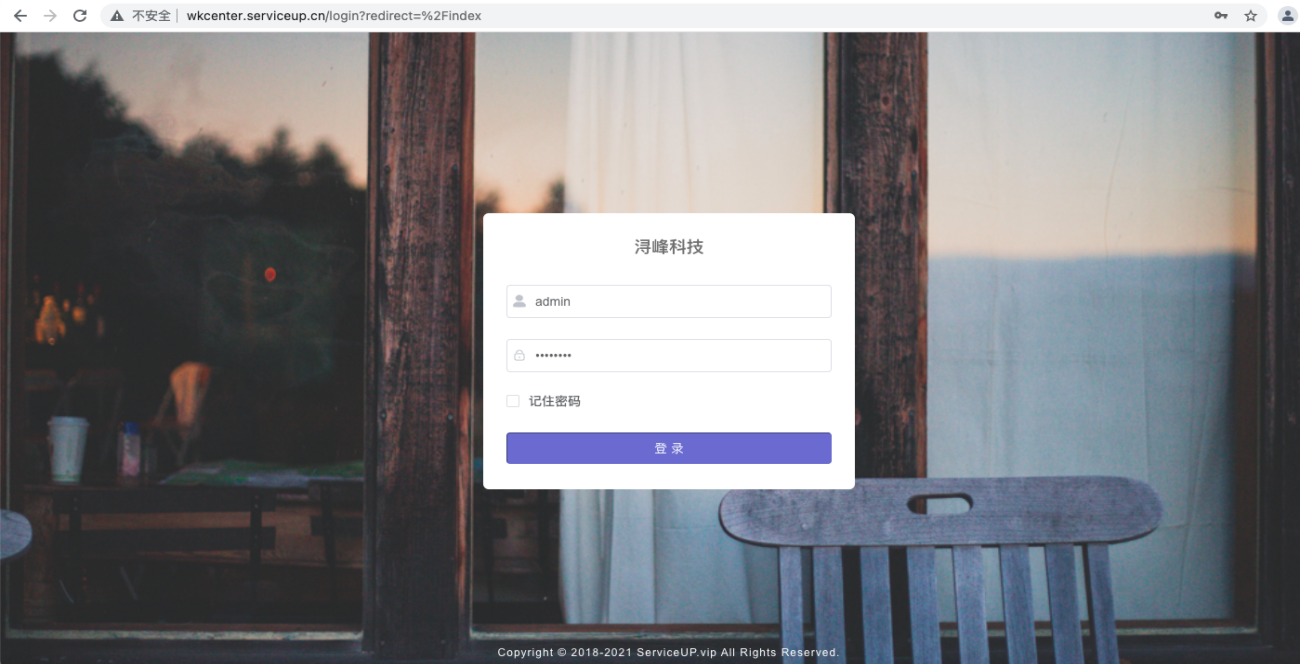 不安全 wkcenter.serviceup.cn/login?redirect=%2Findex
浔峰科技
admin
••••••••
记住密码
登 录
Copyright © 2018-2021 ServiceUP.vip All Rights Reserved.